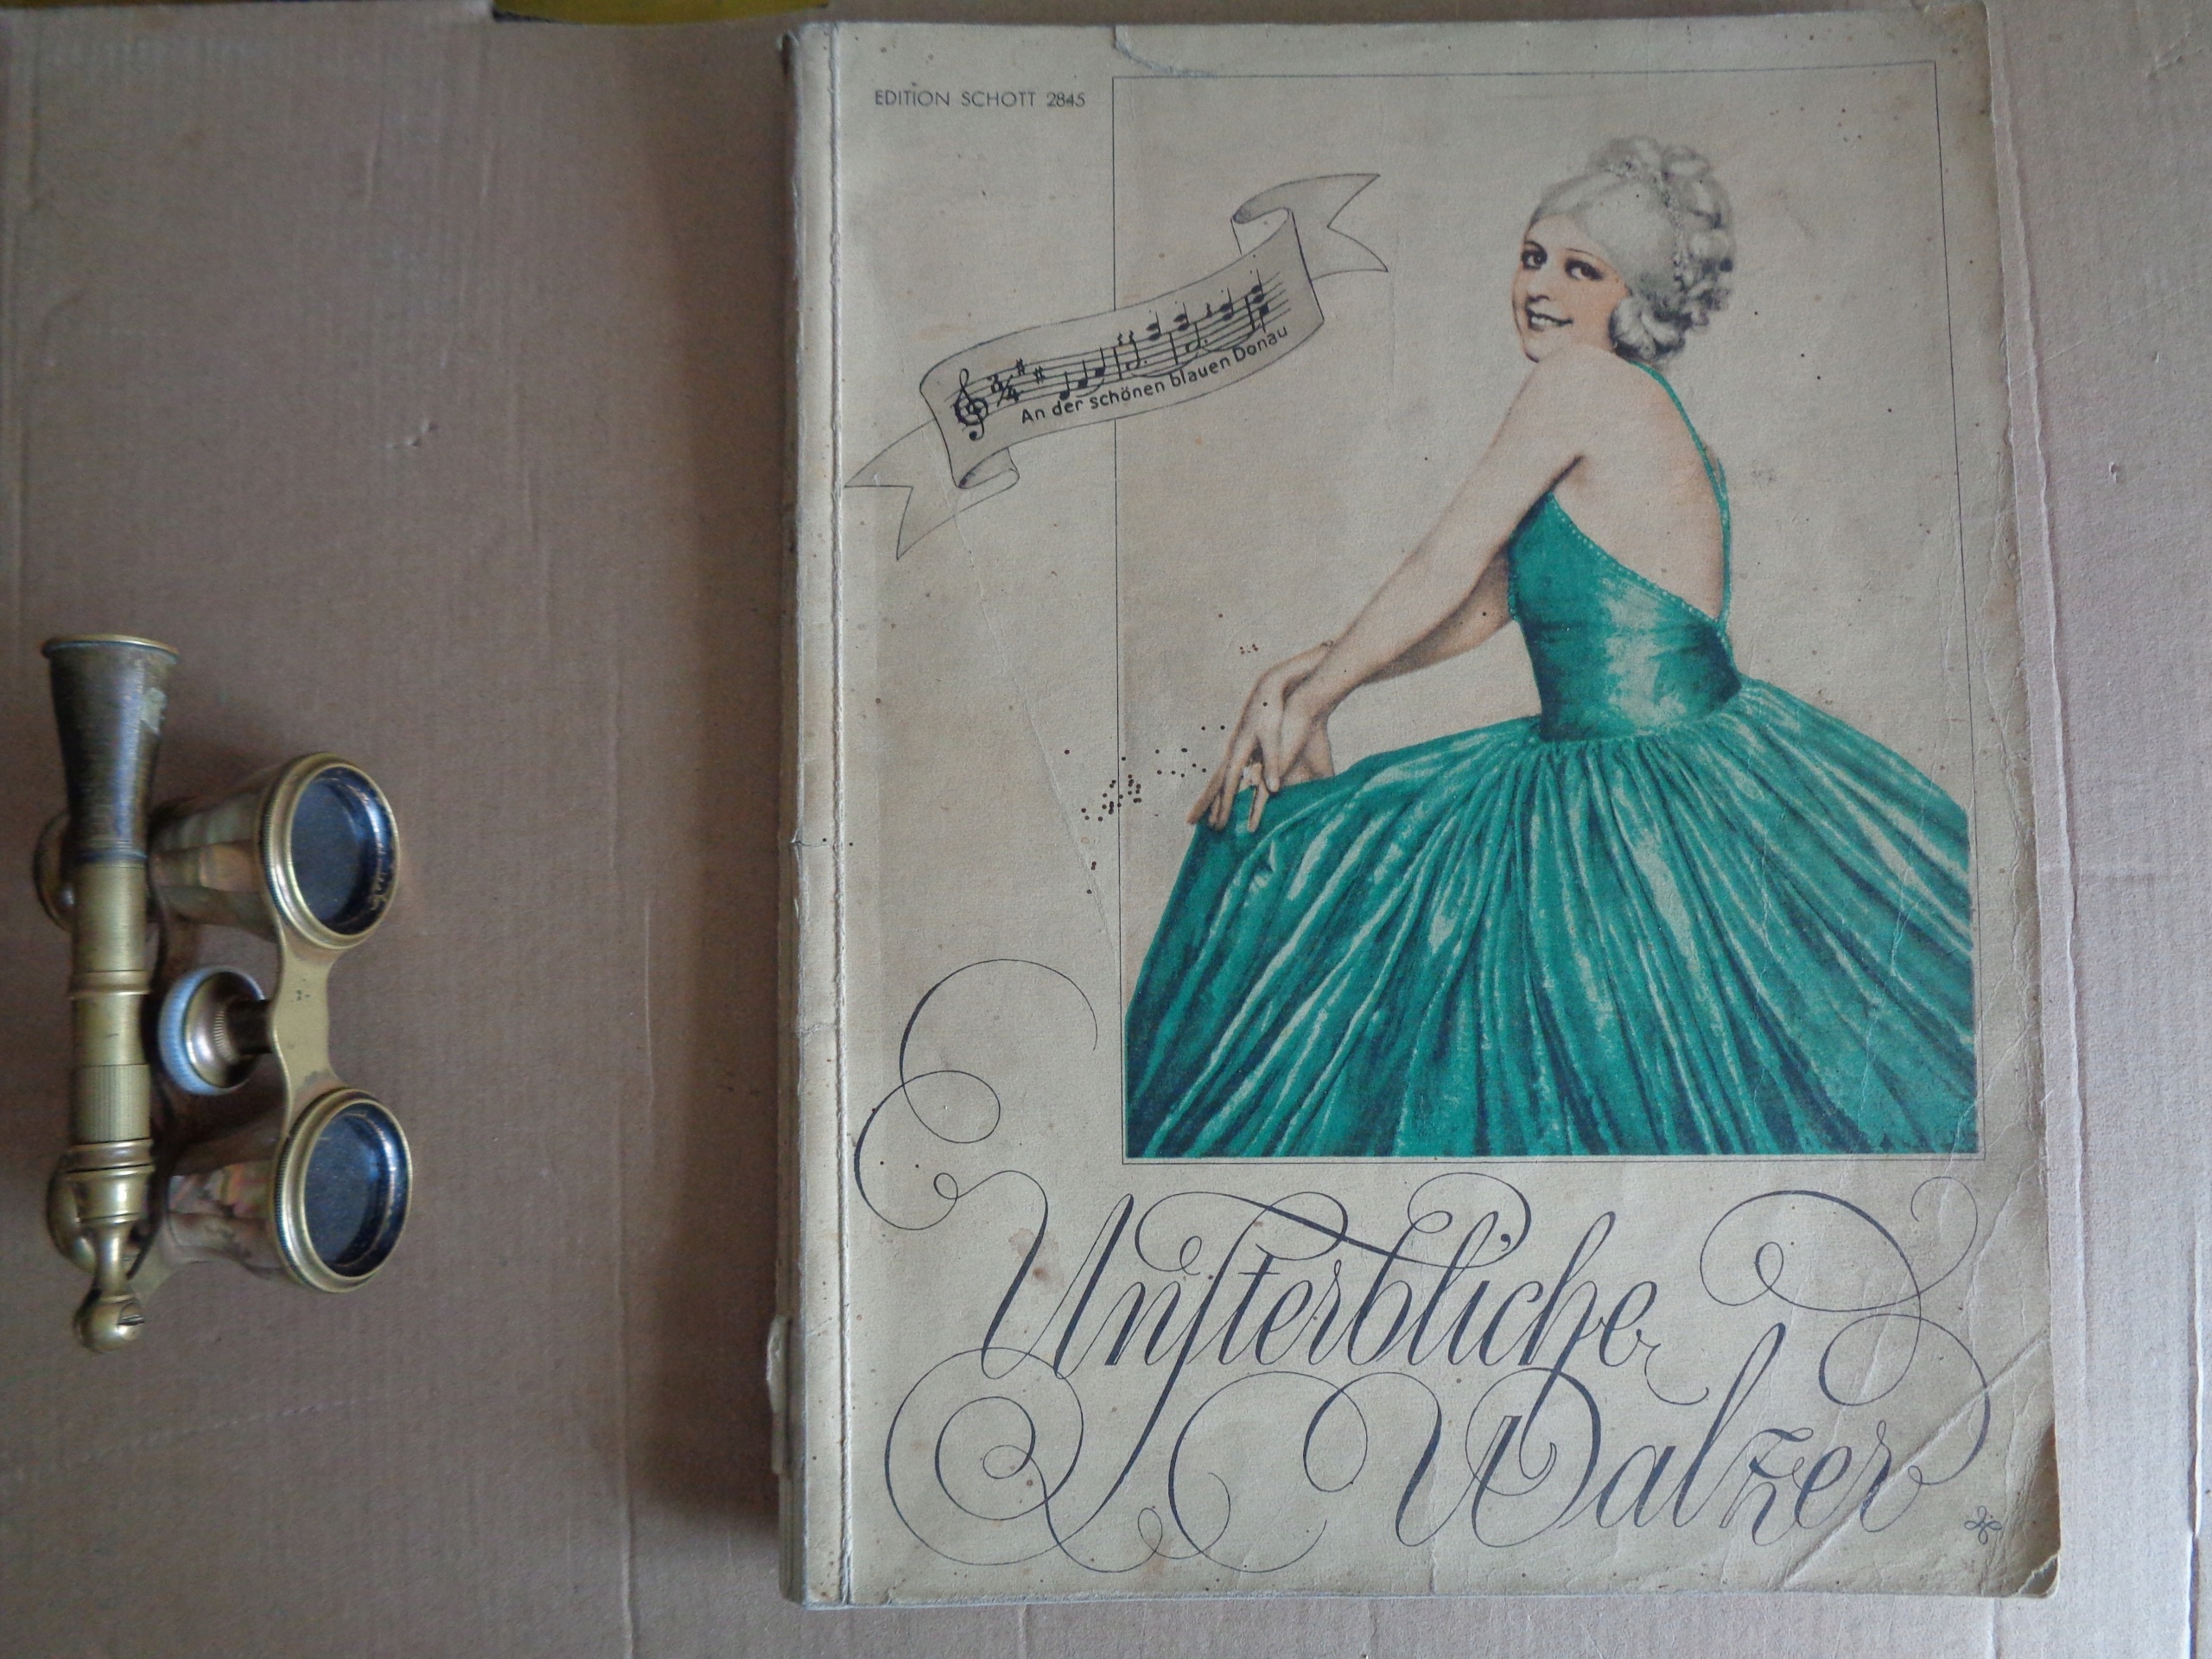 EDITION SCHOTT 2845
An der schönen blauen Donau
Unſterbliche
Walzer